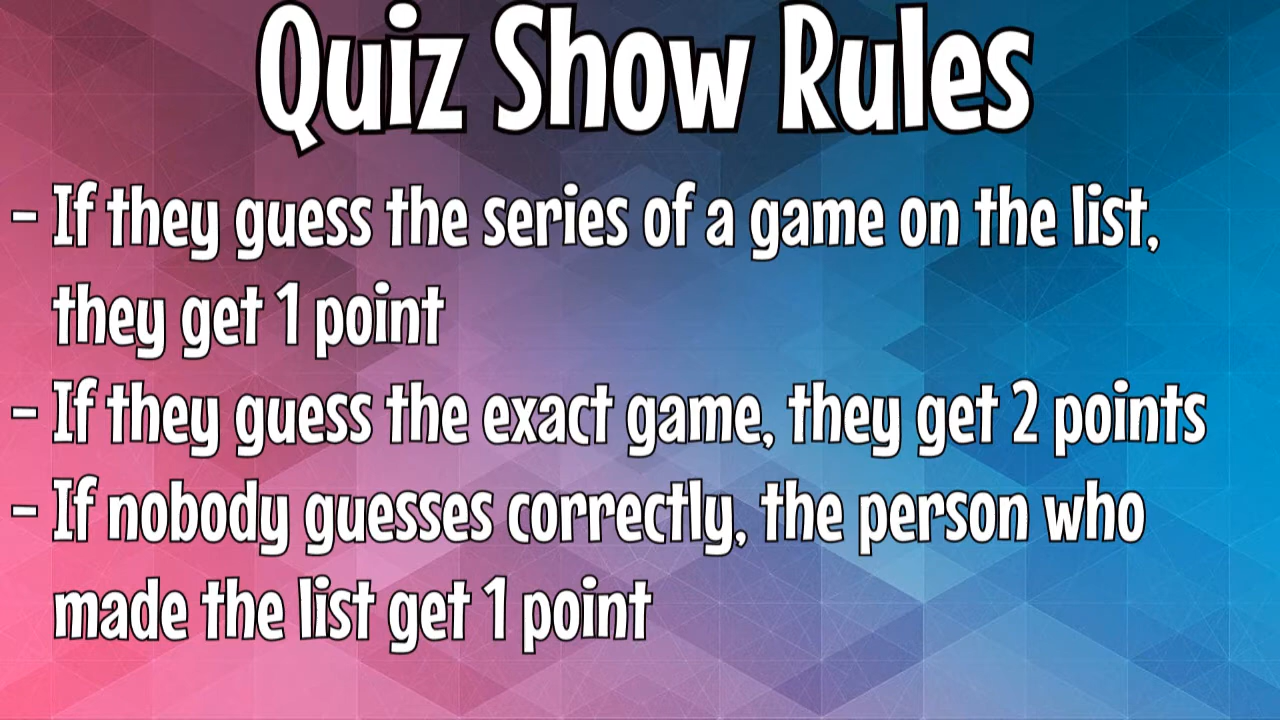 Quiz Show Rules
- If they guess the series of a game on the list,
they get 1 point
- If they guess the exact game, they get 2 points
- If nobody guesses correctly, the person who
made the list get 1 point